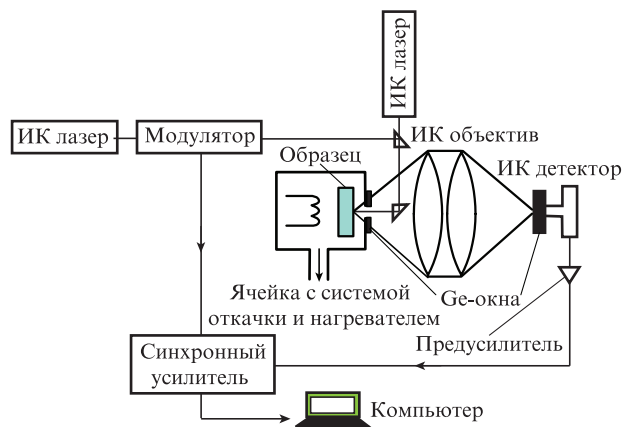 ИК лазер
ИК лазер
Модулятор
ИК объектив
Образец
ИК детектор
Ge-окна
Ячейка с системой
откачки и нагревателем
Предусилитель
Синхронный
усилитель
Компьютер